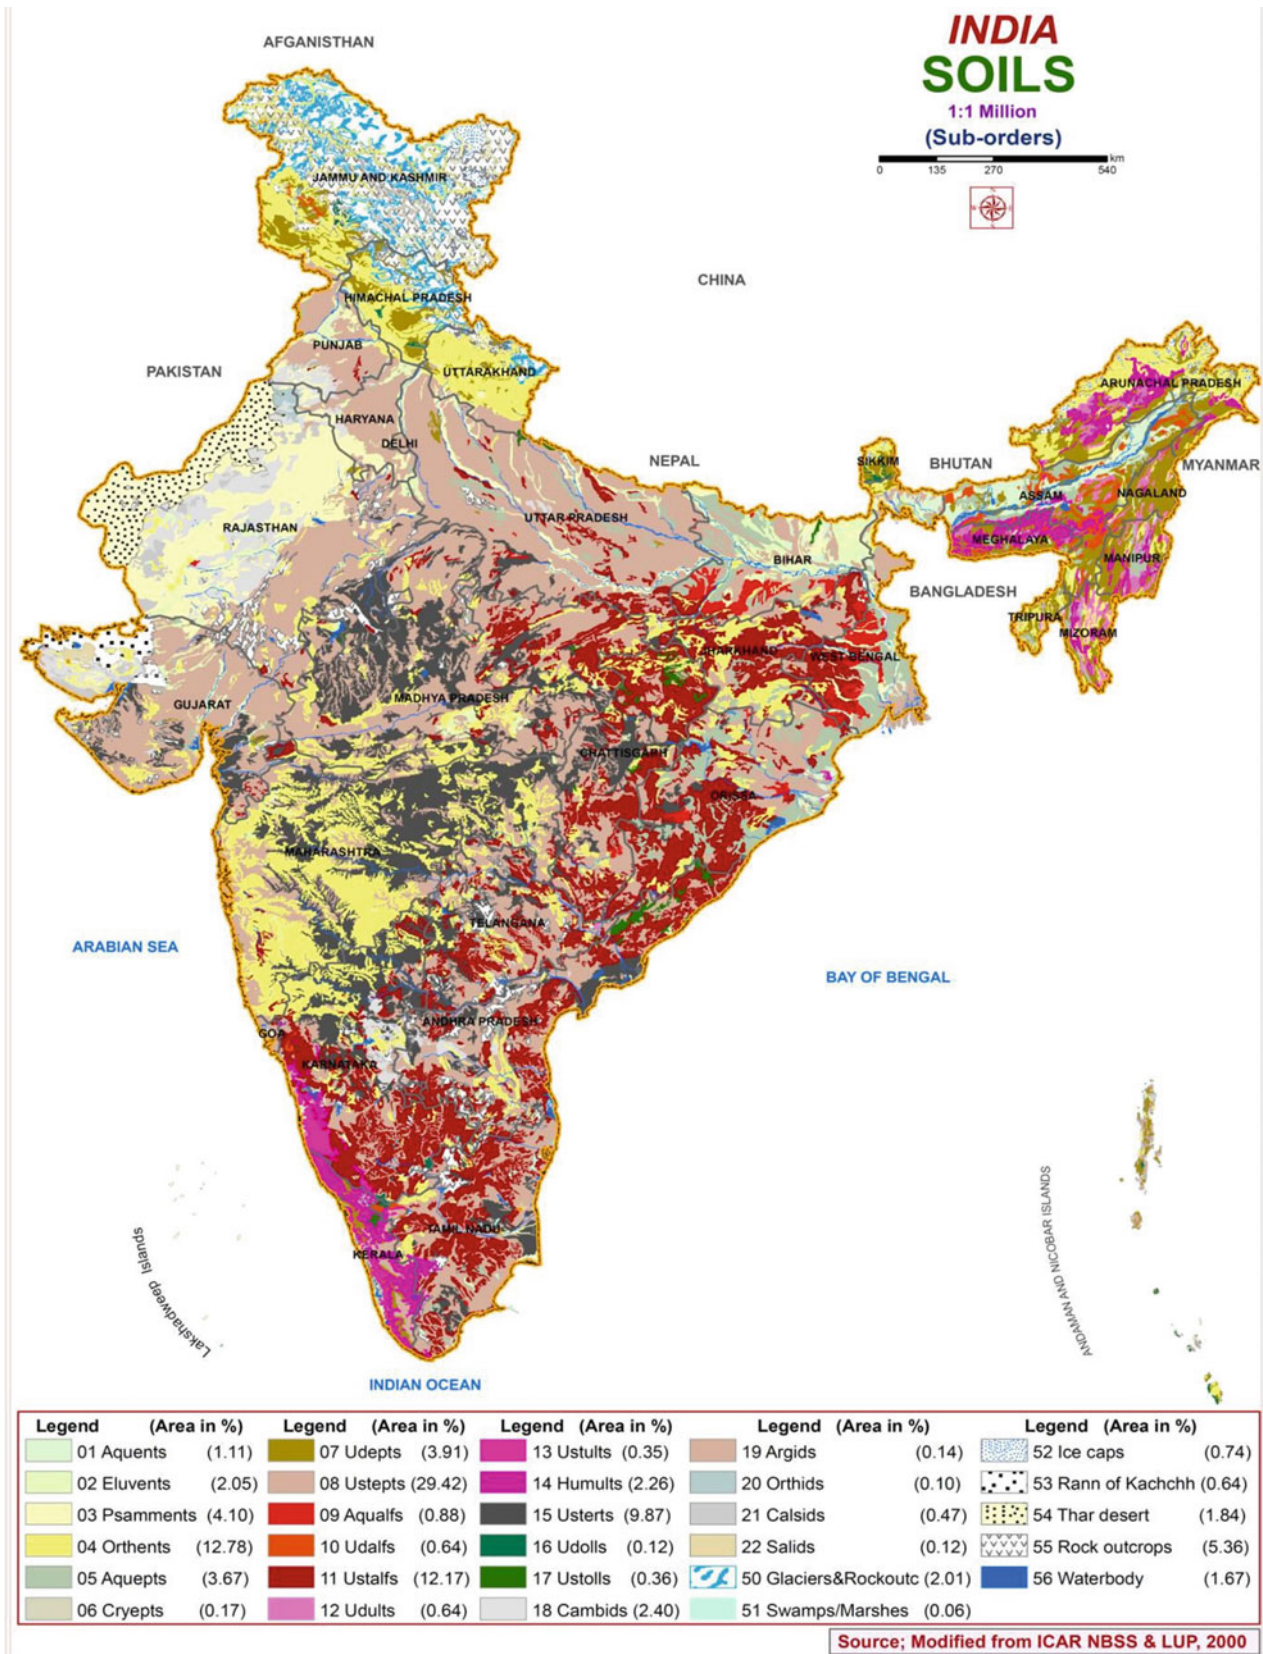 INDIA
SOILS
1:1 Million
(Sub-orders)
km
0 135 270 540
N
AFGANISTHAN
JAMMU AND KASHMIR
CHINA
HIMACHAL PRADESH
PUNJAB
PAKISTAN
UTTARAKHAND
ARUNACHAL PRADESH
HARYANA
DELHI
NEPAL
SIKKIM
BHUTAN
MYANMAR
ASSAM
NAGALAND
RAJASTHAN
UTTAR PRADESH
MEGHALAYA
BIHAR
MANIPUR
BANGLADESH
TRIPURA
MIZORAM
JHARKHAND
WEST BENGAL
GUJARAT
MADHYA PRADESH
CHATTISGARH
ORISSA
MAHARASHTRA
TELANGANA
ARABIAN SEA
BAY OF BENGAL
ANDHRA PRADESH
GOA
KARNATAKA
TAMIL NADU
KERALA
Lakshadweep Islands
ANDAMAN AND NICOBAR ISLANDS
INDIAN OCEAN
Legend (Area in %)
01 Aquents (1.11)
02 Eluvents (2.05)
03 Psamments (4.10)
04 Orthents (12.78)
05 Aquepts (3.67)
06 Cryepts (0.17)
Legend (Area in %)
07 Udepts (3.91)
08 Ustepts (29.42)
09 Aqualfs (0.88)
10 Udalfs (0.64)
11 Ustalfs (12.17)
12 Udults (0.64)
Legend (Area in %)
13 Ustults (0.35)
14 Humults (2.26)
15 Usterts (9.87)
16 Udolls (0.12)
17 Ustolls (0.36)
18 Cambids (2.40)
Legend (Area in %)
19 Argids (0.14)
20 Orthids (0.10)
21 Calsids (0.47)
22 Salids (0.12)
50 Glaciers&Rockoutc (2.01)
51 Swamps/Marshes (0.06)
Legend (Area in %)
52 Ice caps (0.74)
53 Rann of Kachchh (0.64)
54 Thar desert (1.84)
55 Rock outcrops (5.36)
56 Waterbody (1.67)
Source; Modified from ICAR NBSS & LUP, 2000